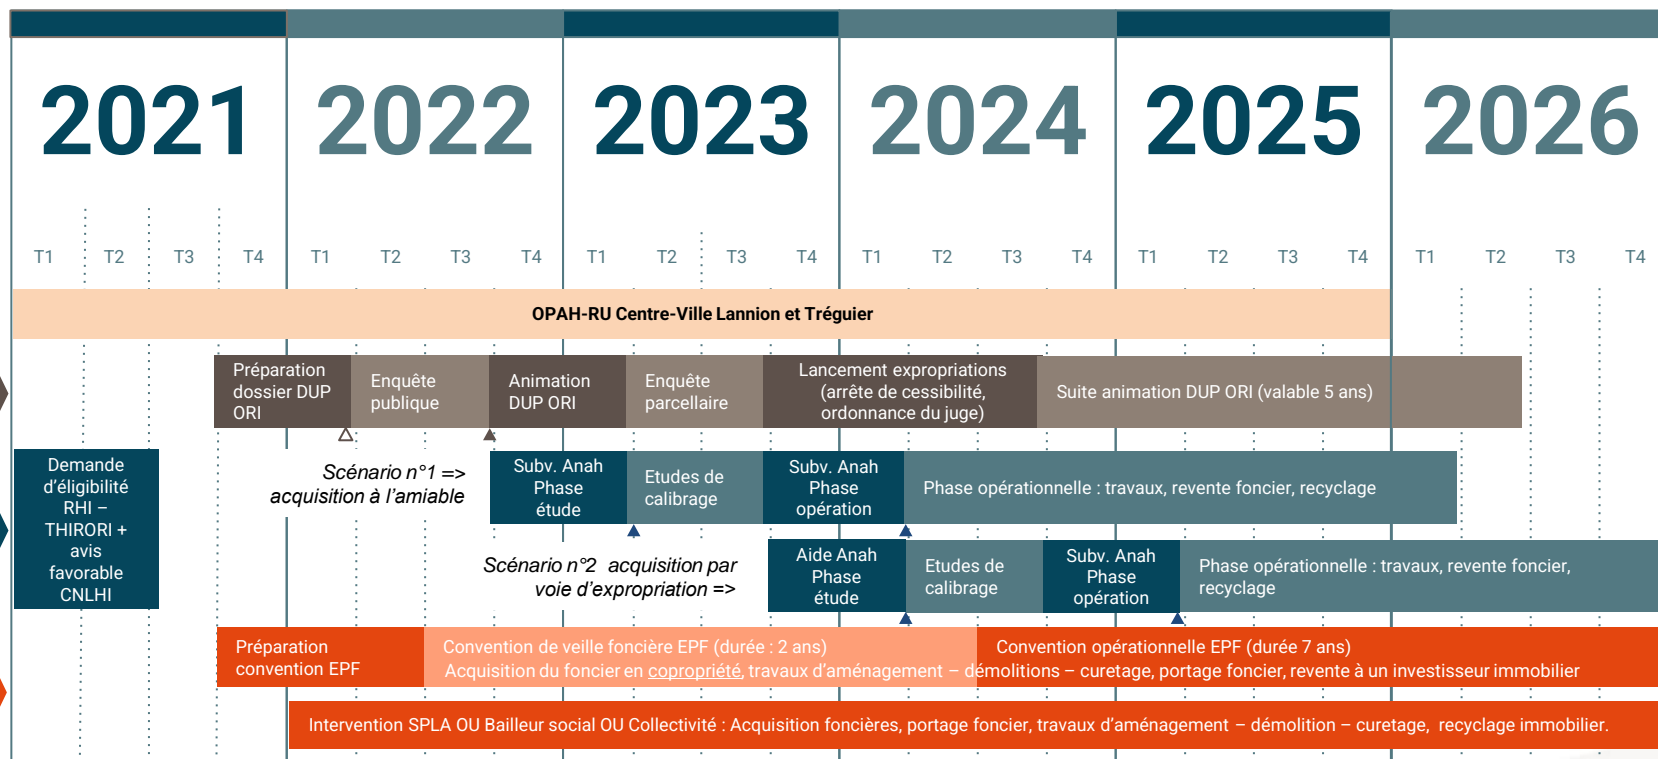 2021 2022 2023 2024 2025 2026
T1 T2 T3 T4 T1 T2 T3 T4 T1 T2 T3 T4 T1 T2 T3 T4 T1 T2 T3 T4 T1 T2 T3 T4
OPAH-RU Centre-Ville Lannion et Tréguier
Préparation
dossier DUP
ORI
Enquête
publique
Animation
DUP ORI
Enquête
parcellaire
Lancement expropriations
(arrête de cessibilité,
ordonnance du juge)
Suite animation DUP ORI (valable 5 ans)
Demande
d'éligibilité
RHI –
THIRORI +
avis
favorable
CNLHI
Scénario n°1 =>
acquisition à l'amiable
Subv. Anah
Phase
étude
Etudes de
calibrage
Subv. Anah
Phase
opération
Phase opérationnelle : travaux, revente foncier, recyclage
Scénario n°2 acquisition par
voie d'expropriation =>
Aide Anah
Phase
étude
Etudes de
calibrage
Subv. Anah
Phase
opération
Phase opérationnelle : travaux, revente foncier,
recyclage
Préparation
convention EPF
Convention de veille foncière EPF (durée : 2 ans)
Convention opérationnelle EPF (durée 7 ans)
Acquisition du foncier en copropriété, travaux d'aménagement – démolitions – curetage, portage foncier, revente à un investisseur immobilier
Intervention SPLA OU Bailleur social OU Collectivité : Acquisition foncières, portage foncier, travaux d'aménagement – démolition – curetage, recyclage immobilier.